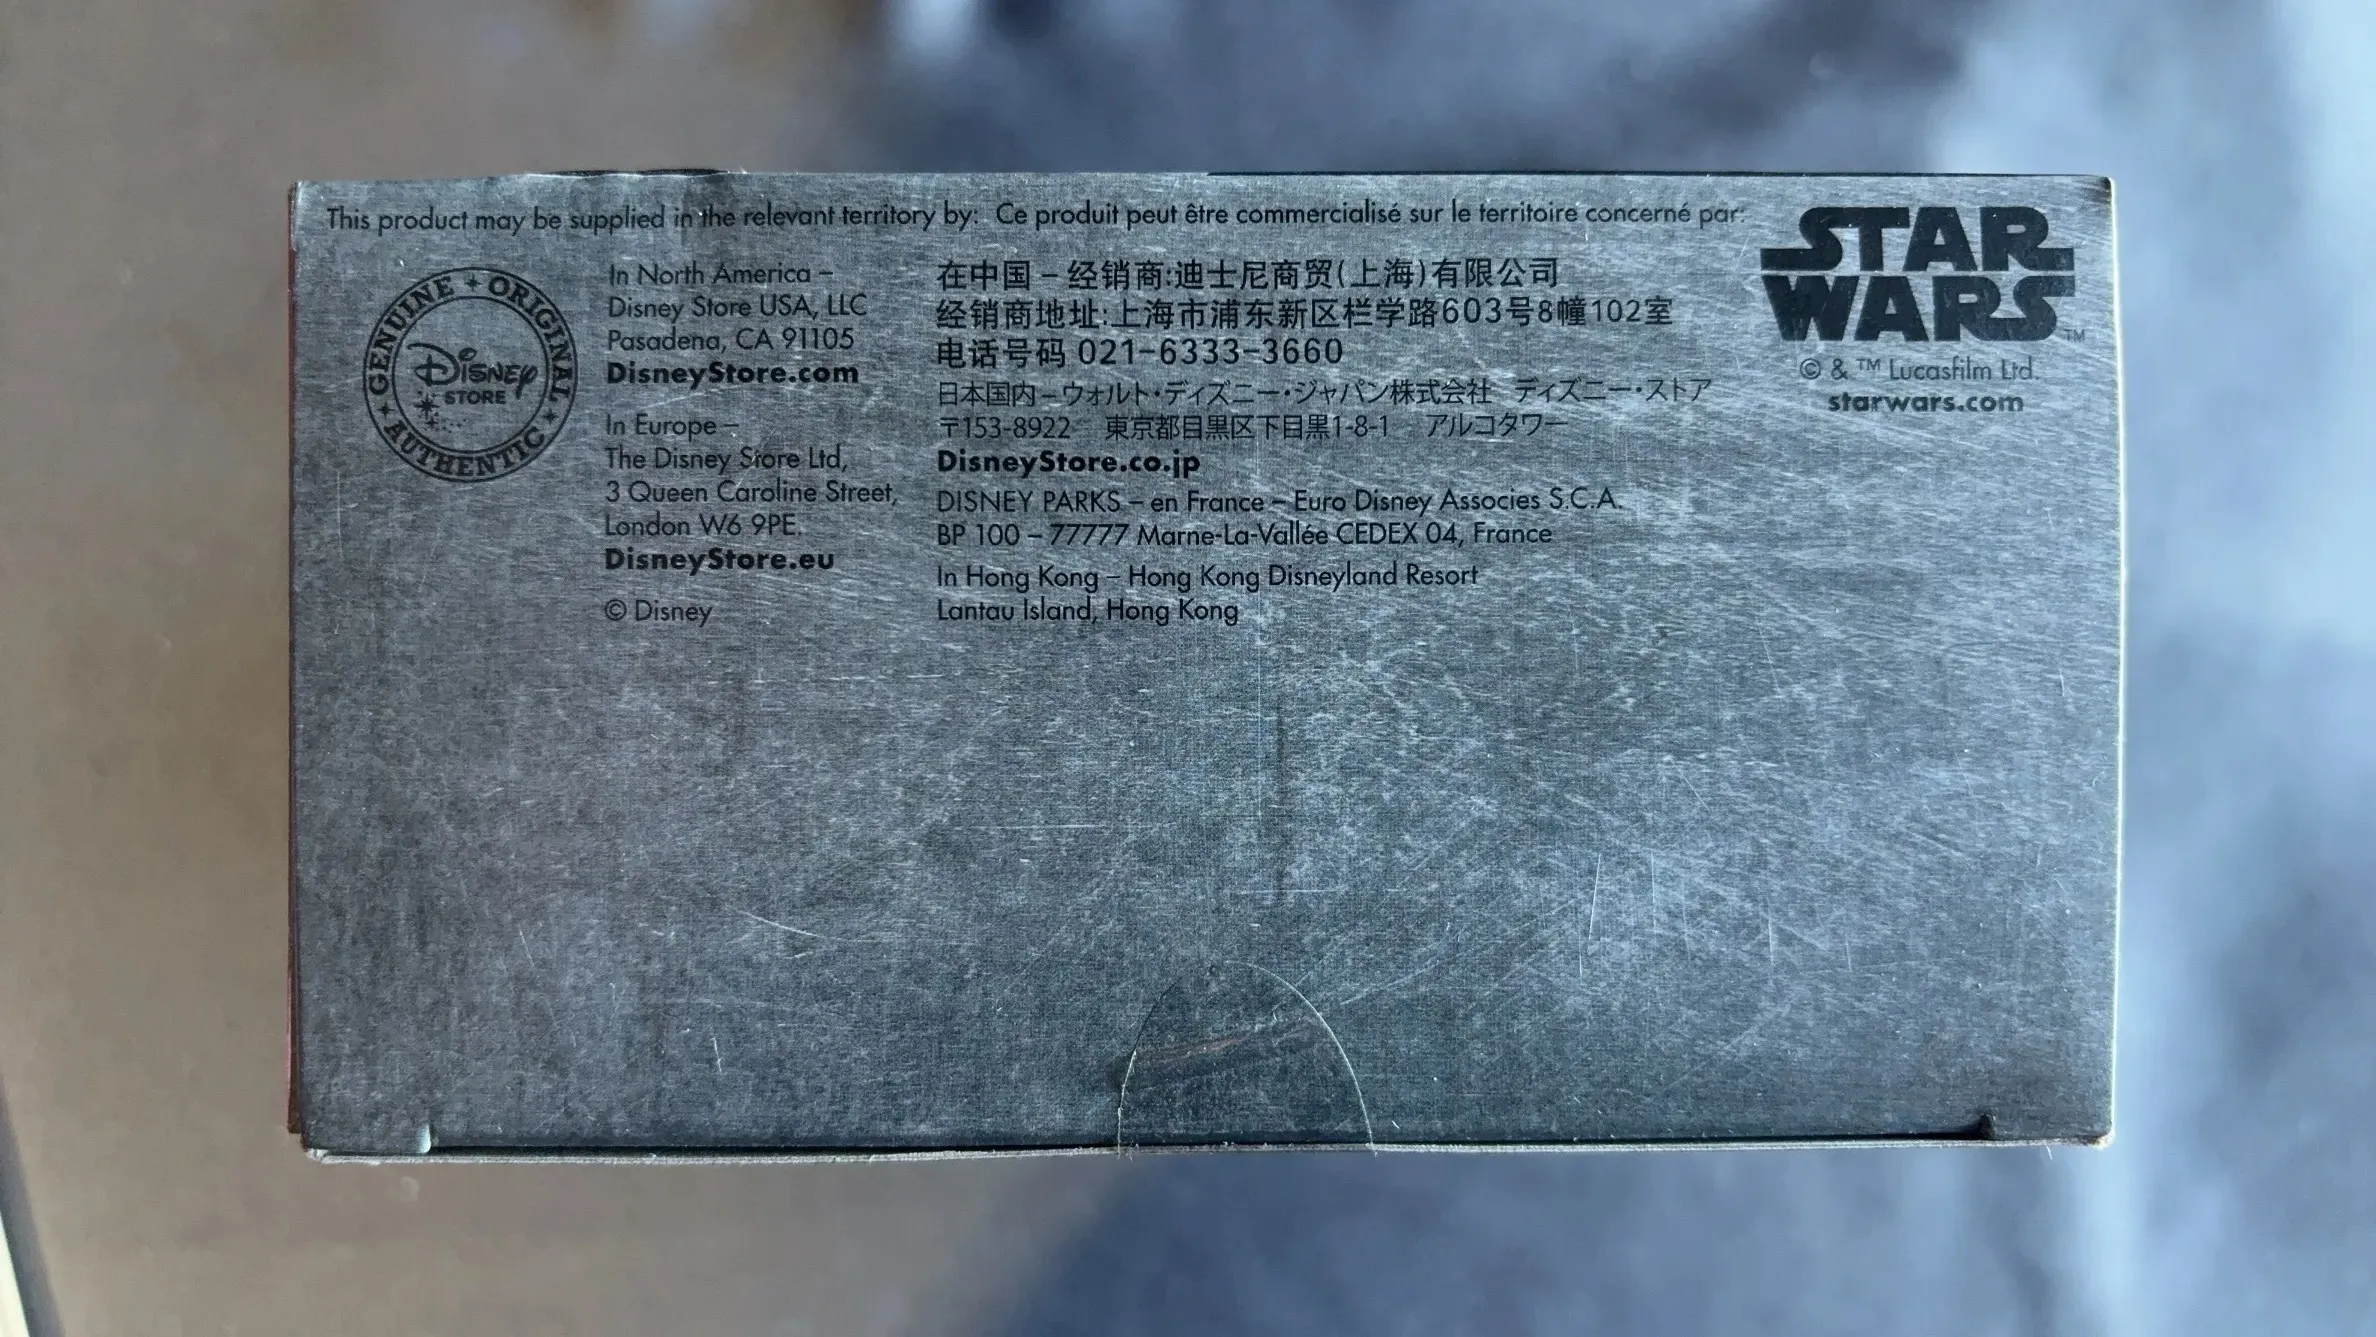 This product may be supplied in the relevant territory by: Ce produit peut être commercialisé sur le territoire concerné par:
GENUINE ORIGINAL AUTHENTIC
Disney
STORE
In North America –
Disney Store USA, LLC
Pasadena, CA 91105
DisneyStore.com
In Europe –
The Disney Store Ltd,
3 Queen Caroline Street,
London W6 9PE.
DisneyStore.eu
© Disney
在中国 – 经销商:迪士尼商贸(上海)有限公司
经销商地址:上海市浦东新区栏学路603号8幢102室
电话号码 021-6333-3660
日本国内–ウォルト・ディズニー・ジャパン株式会社 ディズニー・ストア
〒153-8922 東京都目黒区下目黒1-8-1 アルコタワー
DisneyStore.co.jp
DISNEY PARKS – en France – Euro Disney Associes S.C.A.
BP 100 – 77777 Marne-La-Vallée CEDEX 04, France
In Hong Kong – Hong Kong Disneyland Resort
Lantau Island, Hong Kong
STAR
WARS™
© & ™ Lucasfilm Ltd.
starwars.com